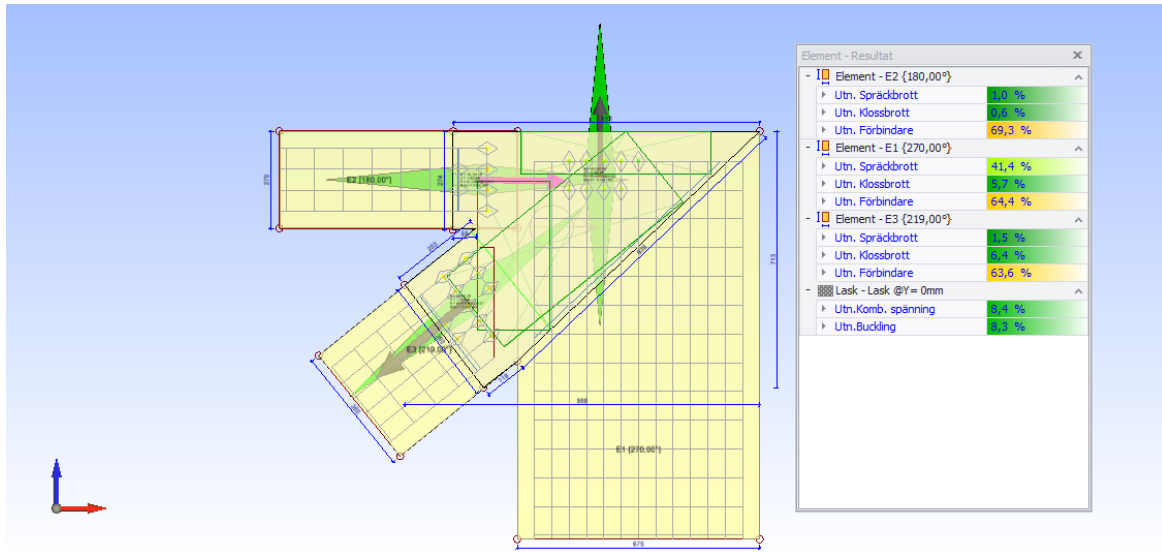 Element - Resultat
Element - E2 {180,00°}
Utn. Spräckbrott 1,0 %
Utn. Klossbrott 0,6 %
Utn. Förbindare 69,3 %
Element - E1 {270,00°}
Utn. Spräckbrott 41,4 %
Utn. Klossbrott 5,7 %
Utn. Förbindare 64,4 %
Element - E3 {219,00°}
Utn. Spräckbrott 1,5 %
Utn. Klossbrott 6,4 %
Utn. Förbindare 63,6 %
Lask - Lask @Y= 0mm
Utn.Komb. spänning 8,4 %
Utn.Buckling 8,3 %
E2 {180.00°}
274
713
E3 {219.00°}
E1 {270.00°}
675